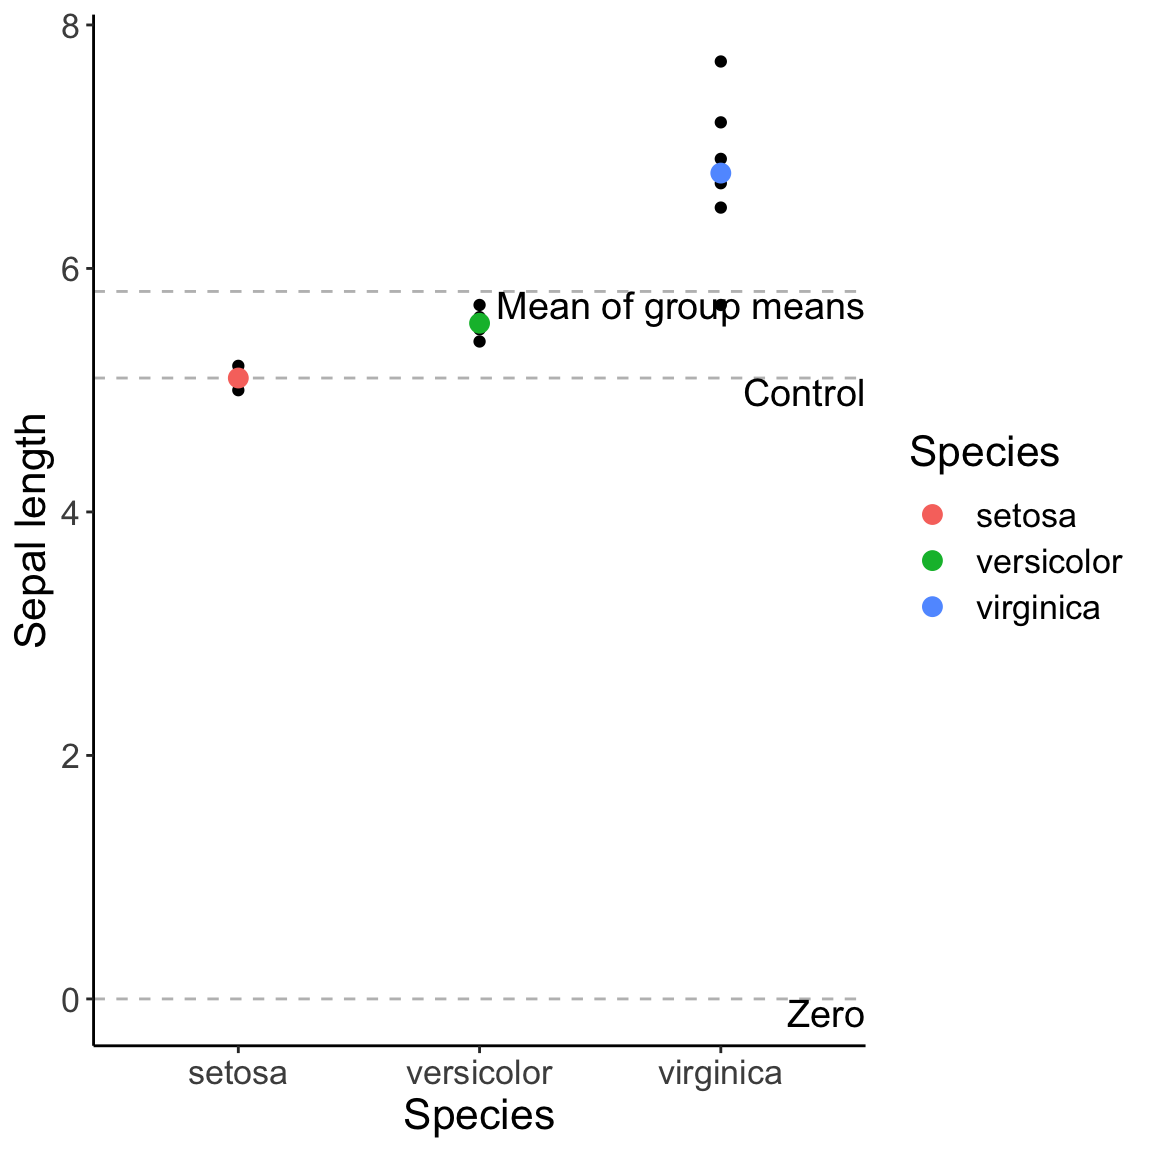 8
6
4
2
0
Sepal length
Mean of group means
Control
Zero
setosa
versicolor
virginica
Species
Species
setosa
versicolor
virginica